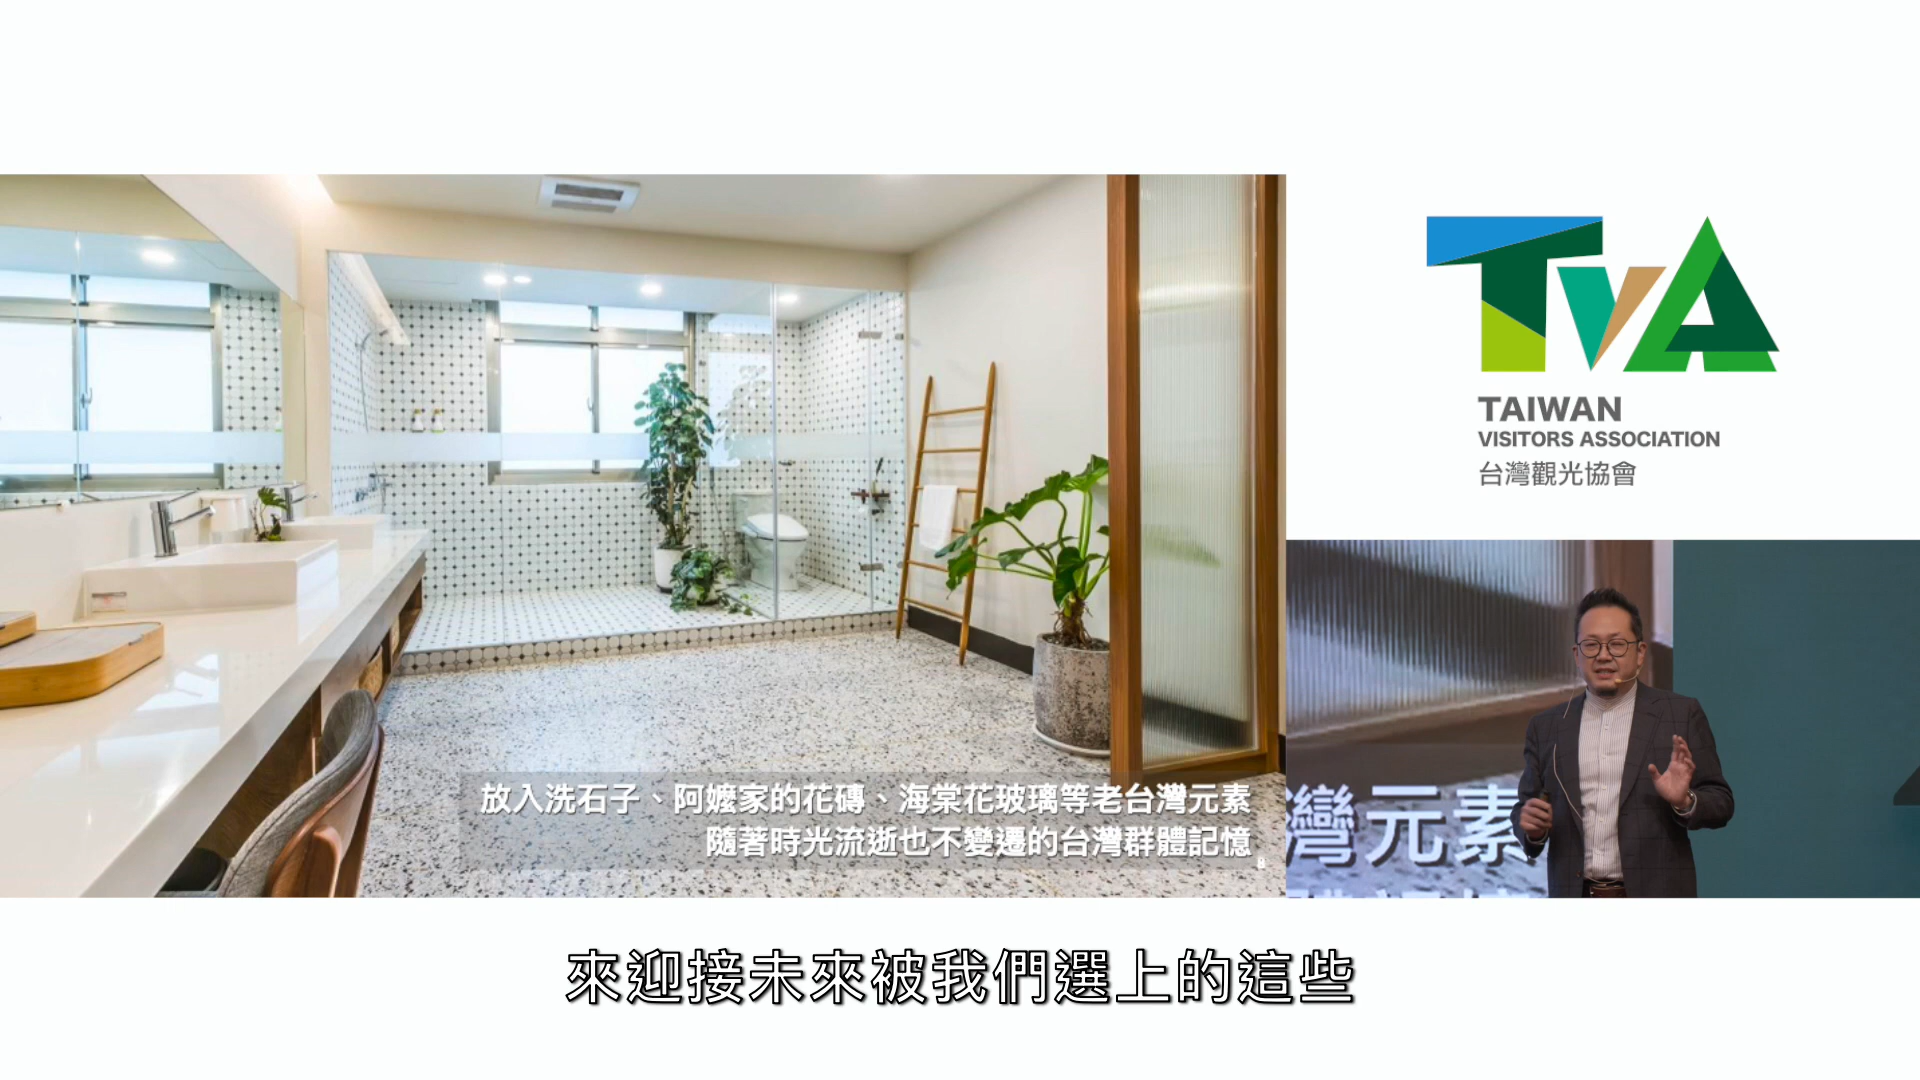 放入洗石子、阿嬤家的花磚、海棠花玻璃等老台灣元素
隨著時光流逝也不變遷的台灣群體記憶
8
TVA
TAIWAN
VISITORS ASSOCIATION
台灣觀光協會
灣元素
來迎接未來被我們選上的這些